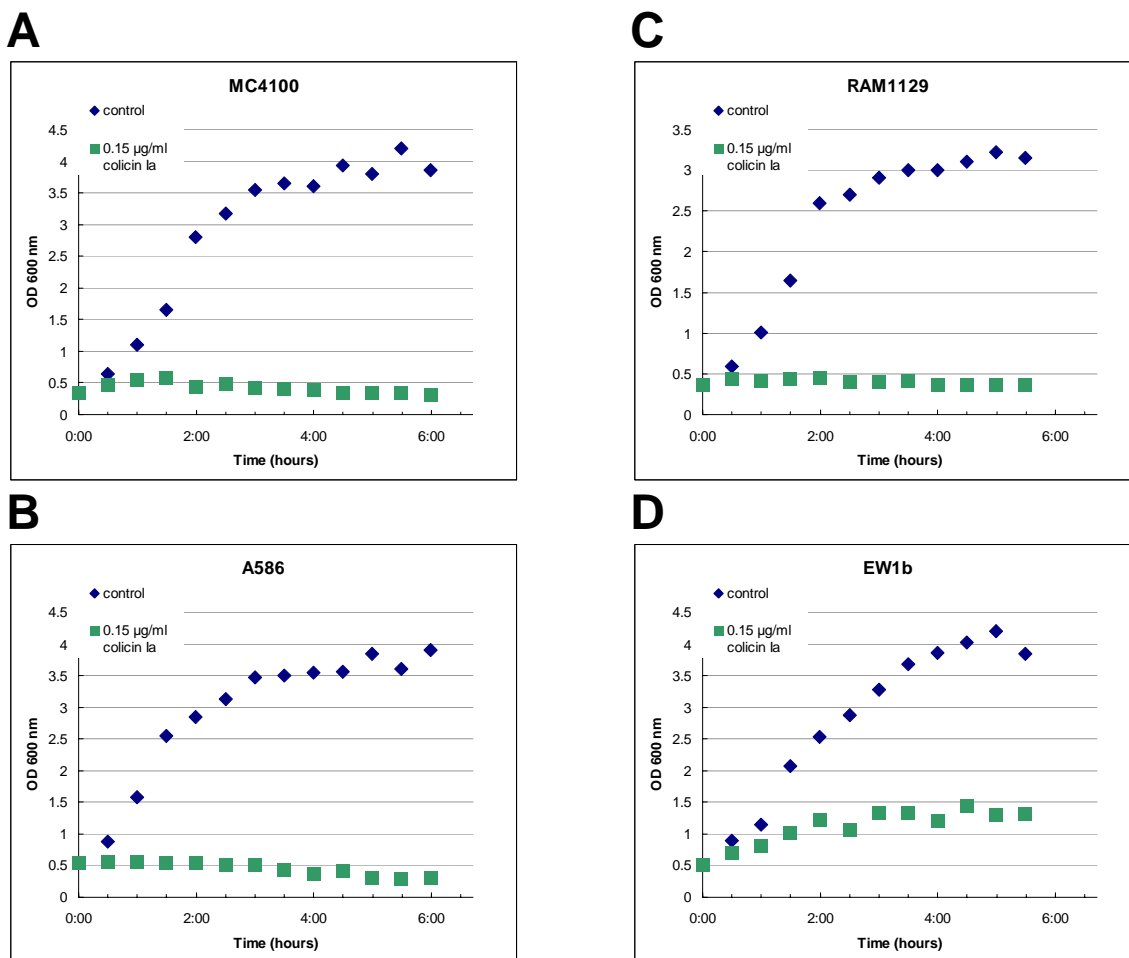 A
MC4100
control
0.15 µg/ml
colicin Ia
4.5
4
3.5
3
2.5
2
1.5
1
0.5
0
OD 600 nm
0:00 2:00 4:00 6:00
Time (hours)
B
A586
control
0.15 µg/ml
colicin Ia
4.5
4
3.5
3
2.5
2
1.5
1
0.5
0
OD 600 nm
0:00 2:00 4:00 6:00
Time (hours)
C
RAM1129
control
0.15 µg/ml
colicin Ia
3.5
3
2.5
2
1.5
1
0.5
0
OD 600 nm
0:00 2:00 4:00 6:00
Time (hours)
D
EW1b
control
0.15 µg/ml
colicin Ia
4.5
4
3.5
3
2.5
2
1.5
1
0.5
0
OD 600 nm
0:00 2:00 4:00 6:00
Time (hours)